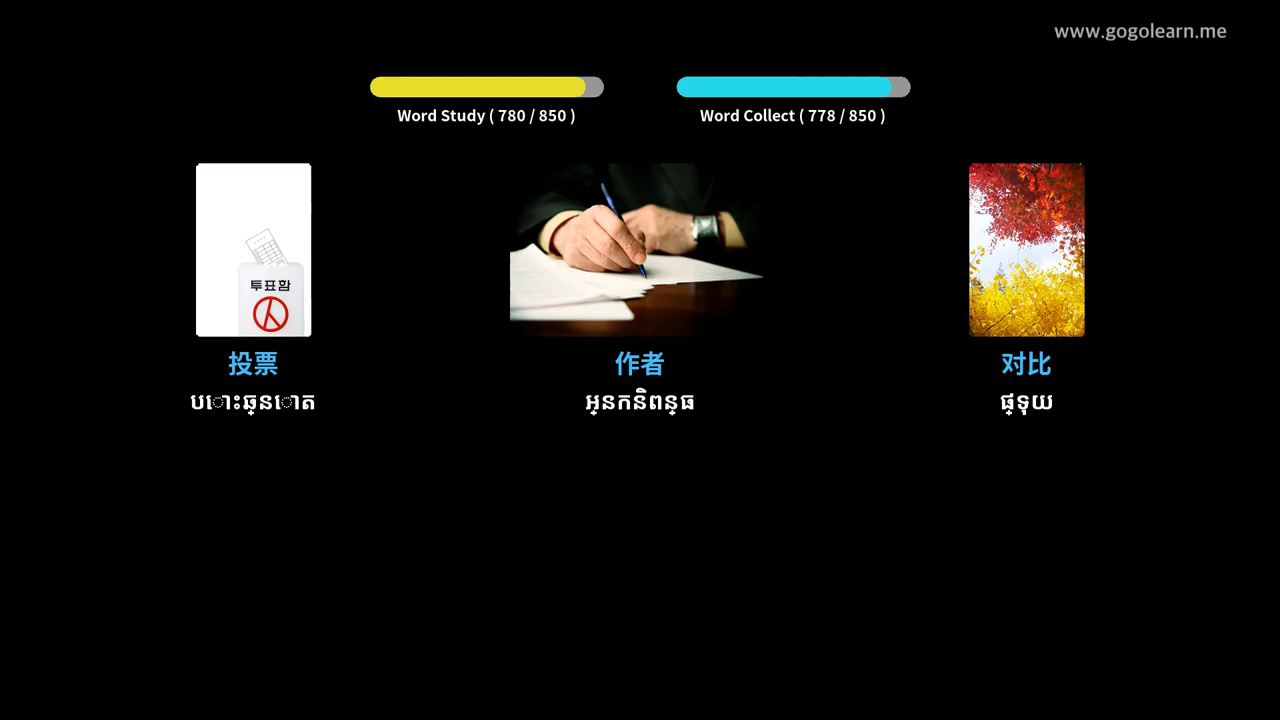 www.gogolearn.me
Word Study ( 780 / 850 )
Word Collect ( 778 / 850 )
투표함
投票
作者
对比
បោះឆ្នោត
អ្នកនិពន្ធ
ផ្ទុយ